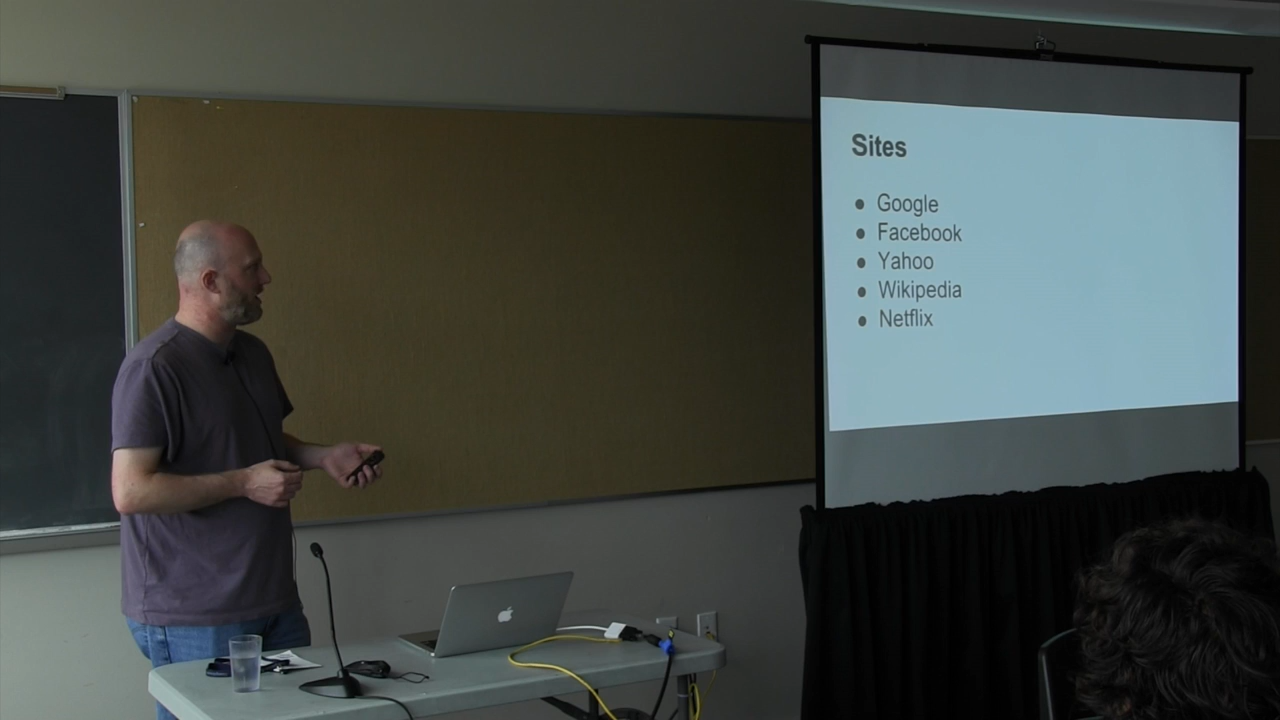 Sites
● Google
● Facebook
● Yahoo
● Wikipedia
● Netflix